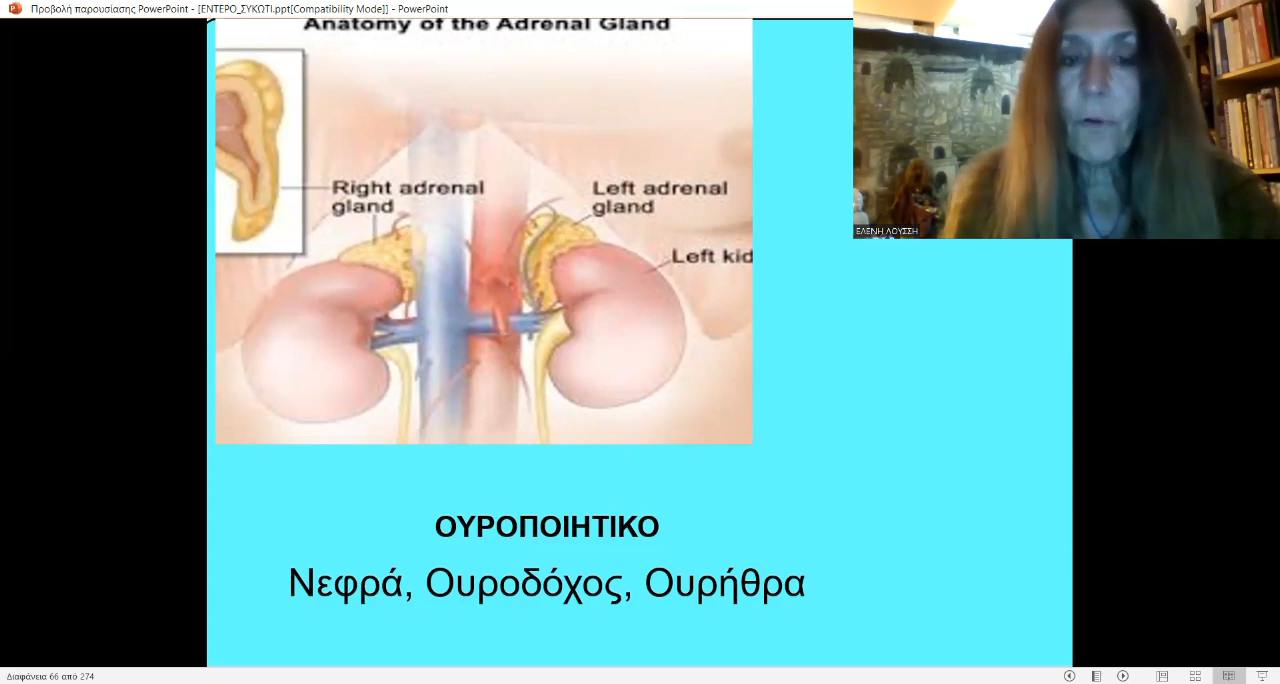 Προβολή παρουσίασης PowerPoint - [ΕΝΤΕΡΟ_ΣΥΚΩΤΙ.ppt[Compatibility Mode]] - PowerPoint
Anatomy of the Adrenal Gland
Right adrenal
gland
Left adrenal
gland
Left kid
ΕΛΕΝΗ ΛΟΥΣΣΗ
ΟΥΡΟΠΟΙΗΤΙΚΟ
Νεφρά, Ουροδόχος, Ουρήθρα
Διαφάνεια 66 από 274